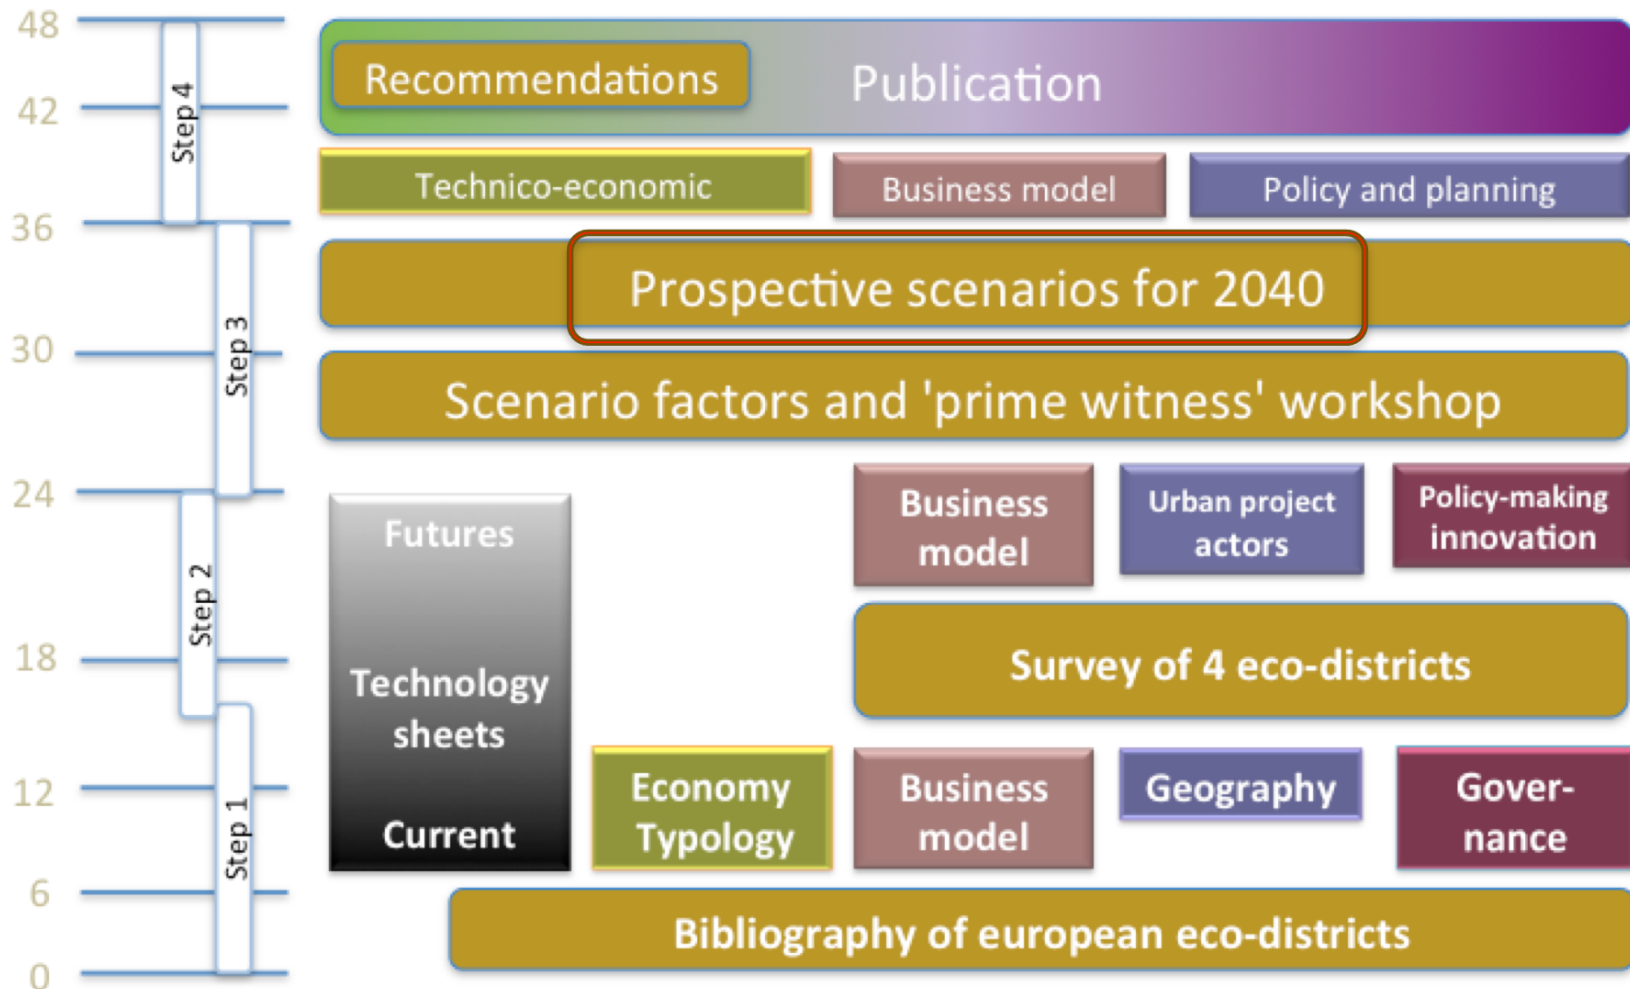 48
Recommendations
Publication
42
Step 4
Technico-economic
Business model
Policy and planning
36
Prospective scenarios for 2040
Step 3
30
Scenario factors and 'prime witness' workshop
24
Futures
Business
model
Urban project
actors
Policy-making
innovation
Step 2
18
Technology
sheets
Survey of 4 eco-districts
12
Step 1
Current
Economy
Typology
Business
model
Geography
Gover-
nance
6
Bibliography of european eco-districts
0